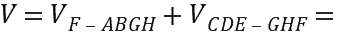 V = V_{F - ABGH} + V_{CDE - GHF} =